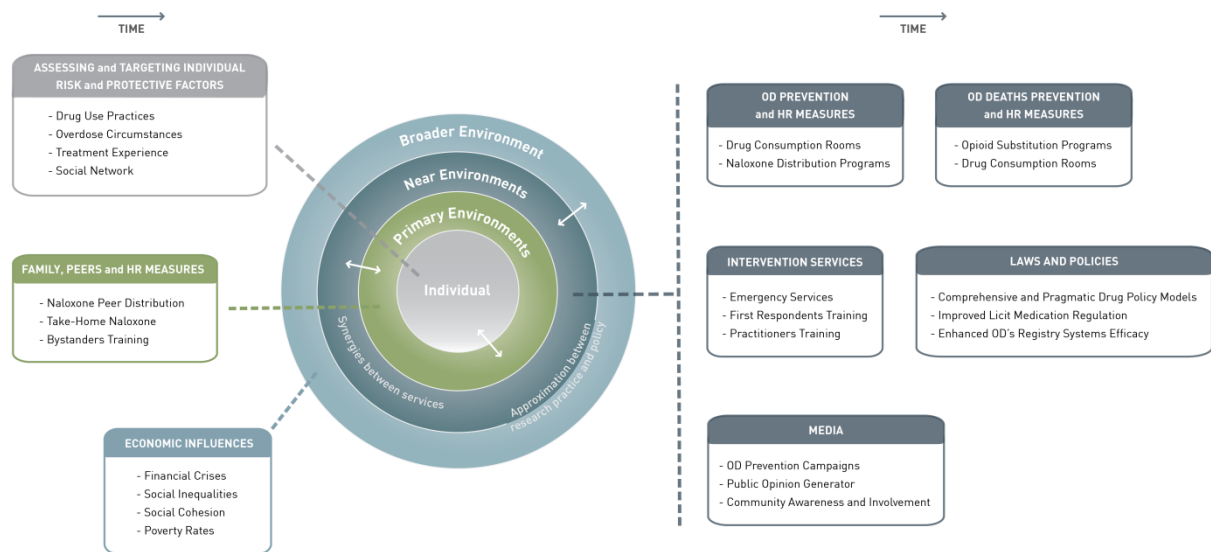 TIME
TIME
ASSESSING and TARGETING INDIVIDUAL
RISK and PROTECTIVE FACTORS
- Drug Use Practices
- Overdose Circumstances
- Treatment Experience
- Social Network
FAMILY, PEERS and HR MEASURES
- Naloxone Peer Distribution
- Take-Home Naloxone
- Bystanders Training
ECONOMIC INFLUENCES
- Financial Crises
- Social Inequalities
- Social Cohesion
- Poverty Rates
Broader Environment
Near Environments
Primary Environments
Individual
Synergies between services
Approximation between
research practice and policy
OD PREVENTION
and HR MEASURES
- Drug Consumption Rooms
- Naloxone Distribution Programs
OD DEATHS PREVENTION
and HR MEASURES
- Opioid Substitution Programs
- Drug Consumption Rooms
INTERVENTION SERVICES
- Emergency Services
- First Respondents Training
- Practitioners Training
LAWS AND POLICIES
- Comprehensive and Pragmatic Drug Policy Models
- Improved Licit Medication Regulation
- Enhanced OD's Registry Systems Efficacy
MEDIA
- OD Prevention Campaigns
- Public Opinion Generator
- Community Awareness and Involvement